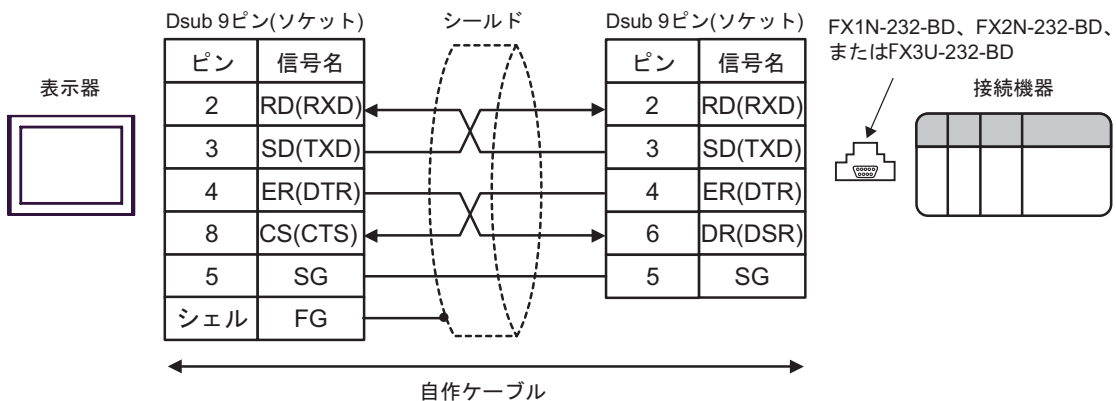 Dsub 9ピン(ソケット)
シールド
Dsub 9ピン(ソケット)
FX1N-232-BD、FX2N-232-BD、
またはFX3U-232-BD
表示器
接続機器
ピン 信号名
2 RD(RXD)
3 SD(TXD)
4 ER(DTR)
8 CS(CTS)
5 SG
シェル FG
ピン 信号名
2 RD(RXD)
3 SD(TXD)
4 ER(DTR)
6 DR(DSR)
5 SG
自作ケーブル